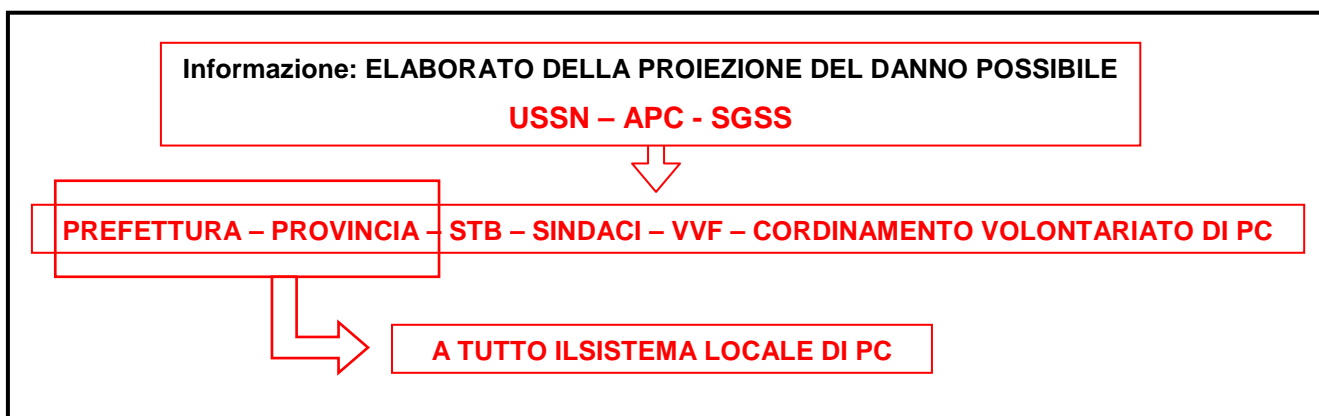 Informazione: ELABORATO DELLA PROIEZIONE DEL DANNO POSSIBILE
USSN – APC - SGSS
PREFETTURA – PROVINCIA – STB – SINDACI – VVF – CORDINAMENTO VOLONTARIATO DI PC
A TUTTO ILSISTEMA LOCALE DI PC